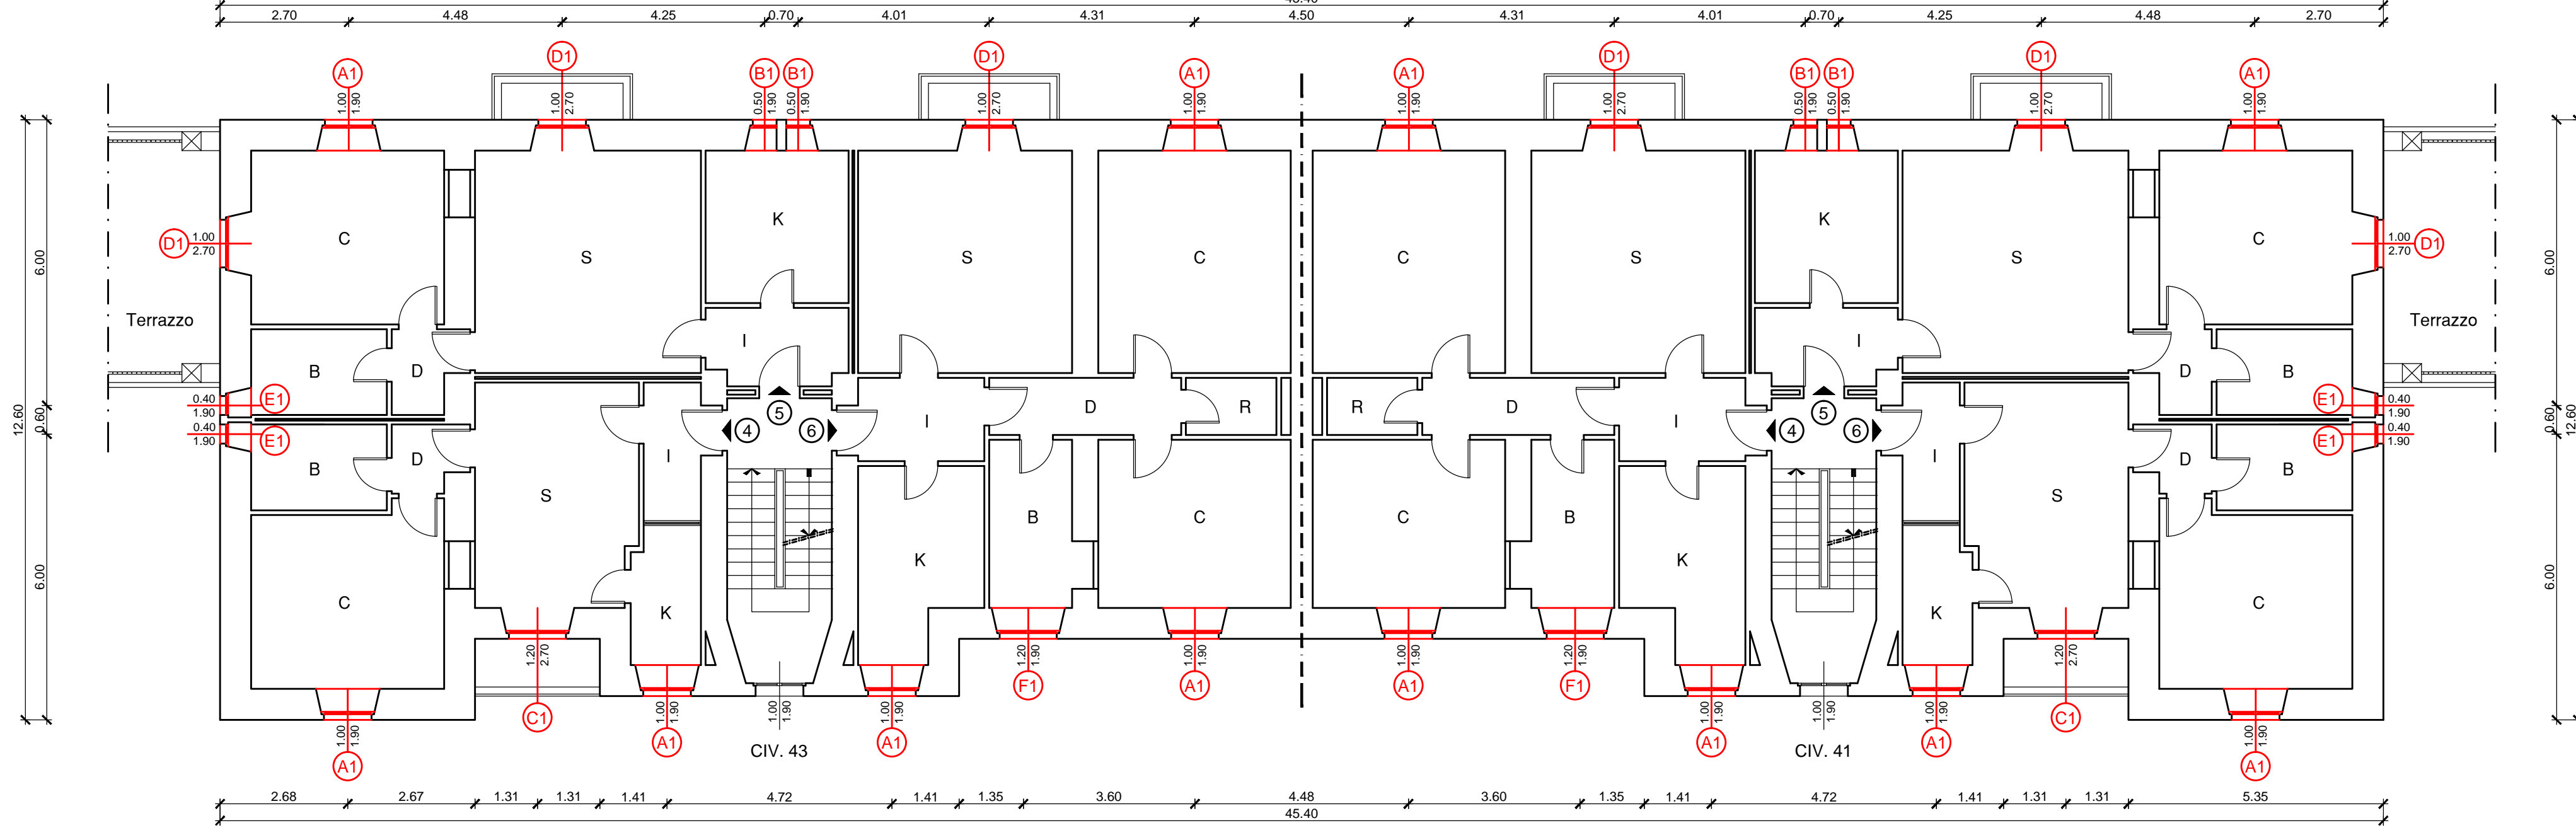 45.40
2.70 4.48 4.25 0.70 4.01 4.31 4.50 4.31 4.01 0.70 4.25 4.48 2.70
D1 D1 D1 D1
A1 B1 B1 A1 A1 B1 B1 A1
1.00 1.90 1.00 2.70 0.50 1.90 0.50 1.90 1.00 2.70 1.00 1.90 1.00 1.90 1.00 2.70 0.50 1.90 0.50 1.90 1.00 2.70 1.00 1.90
K K
D1 1.00 2.70 C C 1.00 2.70 D1
6.00 S S C C S S 6.00
Terrazzo Terrazzo
I I
B D D B
0.40 1.90 E1 E1 0.40 1.90
12.60 0.60 0.60 12.60
5 5
D R R D
I I
4 6 4 6
0.40 1.90 E1 E1 0.40 1.90
B D I I D B
S S
B C C B
K K
6.00 6.00
C C
K K
1.20 2.70 1.20 1.90 1.00 1.90 1.00 1.90 1.20 1.90 1.20 2.70
F1 A1 A1 F1
1.00 1.90 1.00 1.90 1.00 1.90 1.00 1.90 1.00 1.90 1.00 1.90 1.00 1.90 1.00 1.90
C1 C1
A1 A1 A1 A1
CIV. 43 CIV. 41
A1 A1
2.68 2.67 1.31 1.31 1.41 4.72 1.41 1.35 3.60 4.48 3.60 1.35 1.41 4.72 1.41 1.31 1.31 5.35
45.40